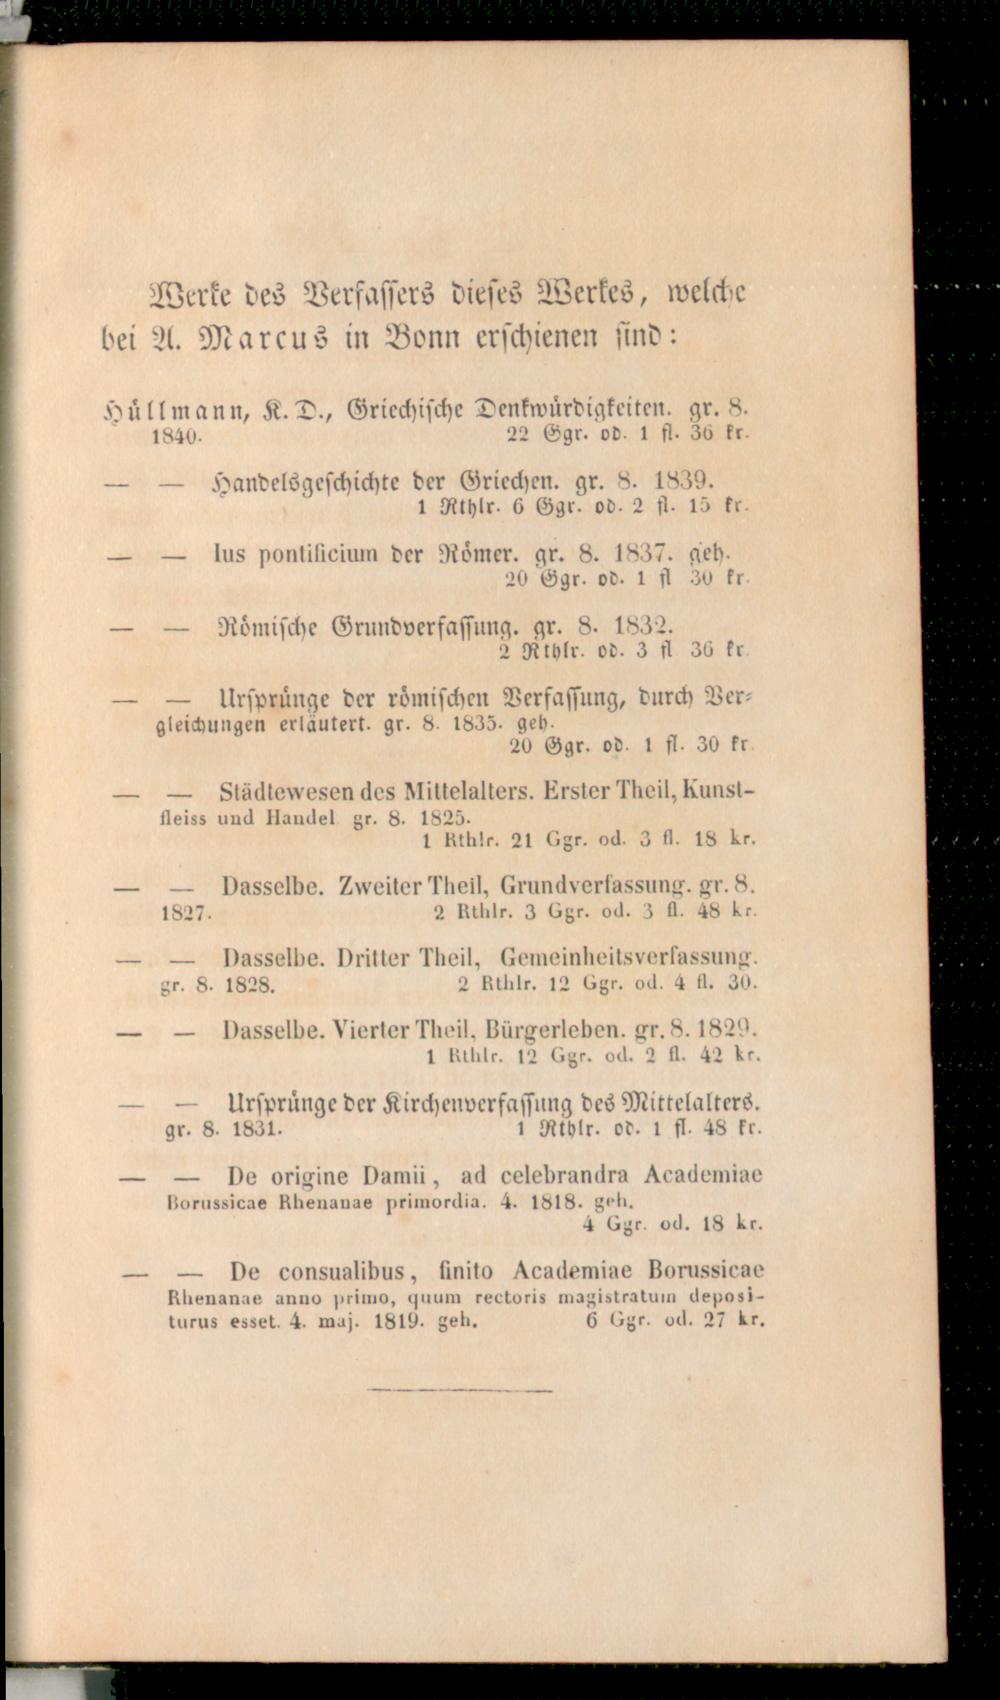 Werke des Verfassers dieses Werkes, welche
bei A. Marcus in Bonn erschienen sind:
Hüllmann, K. D., Griechische Denkwürdigkeiten. gr. 8.
1840. 22 Ggr. od. 1 fl. 36 kr.
— — Handelsgeschichte der Griechen. gr. 8. 1839.
1 Rthlr. 6 Ggr. od. 2 fl. 15 kr.
— — Ius pontificium der Römer. gr. 8. 1837. geh.
20 Ggr. od. 1 fl 30 kr.
— — Römische Grundverfassung. gr. 8. 1832.
2 Rthlr. od. 3 fl 36 kr.
— — Ursprünge der römischen Verfassung, durch Ver-
gleichungen erläutert. gr. 8. 1835. geh.
20 Ggr. od. 1 fl. 30 kr.
— — Städtewesen des Mittelalters. Erster Theil, Kunst-
fleiss und Handel gr. 8. 1825.
1 Rthlr. 21 Ggr. od. 3 fl. 18 kr.
— — Dasselbe. Zweiter Theil, Grundverfassung. gr. 8.
1827. 2 Rthlr. 3 Ggr. od. 3 fl. 48 kr.
— — Dasselbe. Dritter Theil, Gemeinheitsverfassung.
gr. 8. 1828. 2 Rthlr. 12 Ggr. od. 4 fl. 30.
— — Dasselbe. Vierter Theil, Bürgerleben. gr. 8. 1829.
1 Rthlr. 12 Ggr. od. 2 fl. 42 kr.
— — Ursprünge der Kirchenverfassung des Mittelalters.
gr. 8. 1831. 1 Rthlr. od. 1 fl. 48 kr.
— — De origine Damii, ad celebrandra Academiae
Borussicae Rhenanae primordia. 4. 1818. geh.
4 Ggr. od. 18 kr.
— — De consualibus, finito Academiae Borussicae
Rhenanae anno primo, quum rectoris magistratum deposi-
turus esset. 4. maj. 1819. geh. 6 Ggr. od. 27 kr.